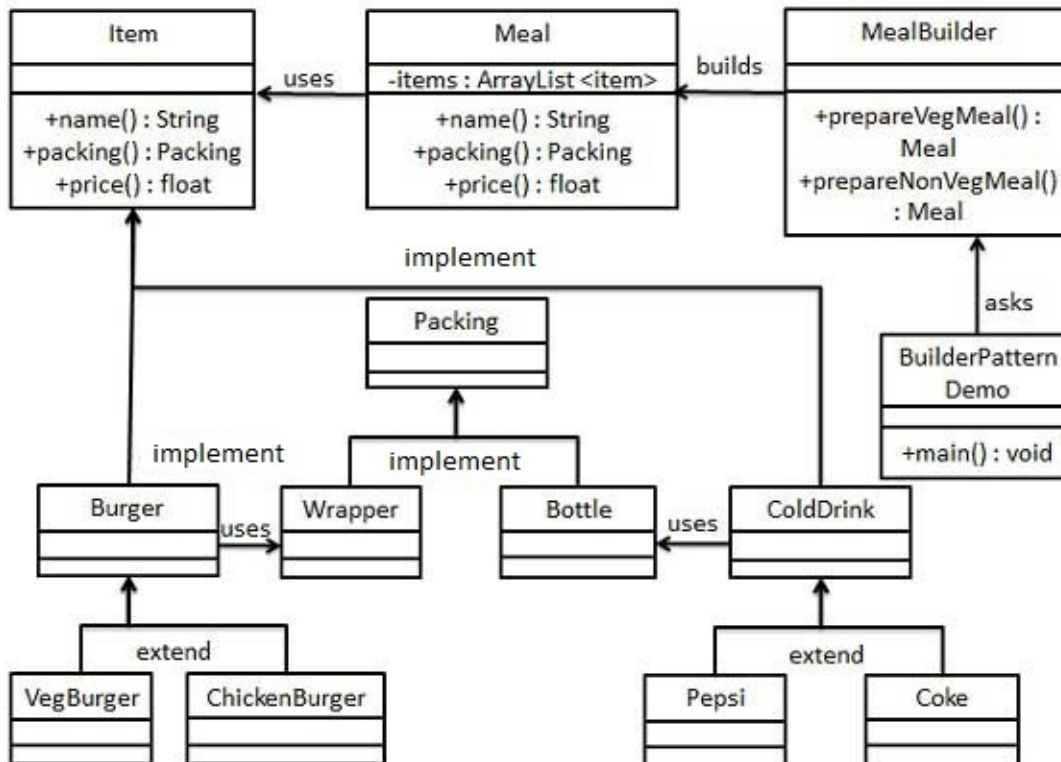 Item
Meal
MealBuilder
uses
-items : ArrayList <item>
builds
+name() : String
+packing() : Packing
+price() : float
+name() : String
+packing() : Packing
+price() : float
+prepareVegMeal() :
Meal
+prepareNonVegMeal()
: Meal
implement
Packing
asks
BuilderPattern
Demo
+main() : void
implement
implement
Burger
uses
Wrapper
Bottle
uses
ColdDrink
extend
extend
VegBurger
ChickenBurger
Pepsi
Coke